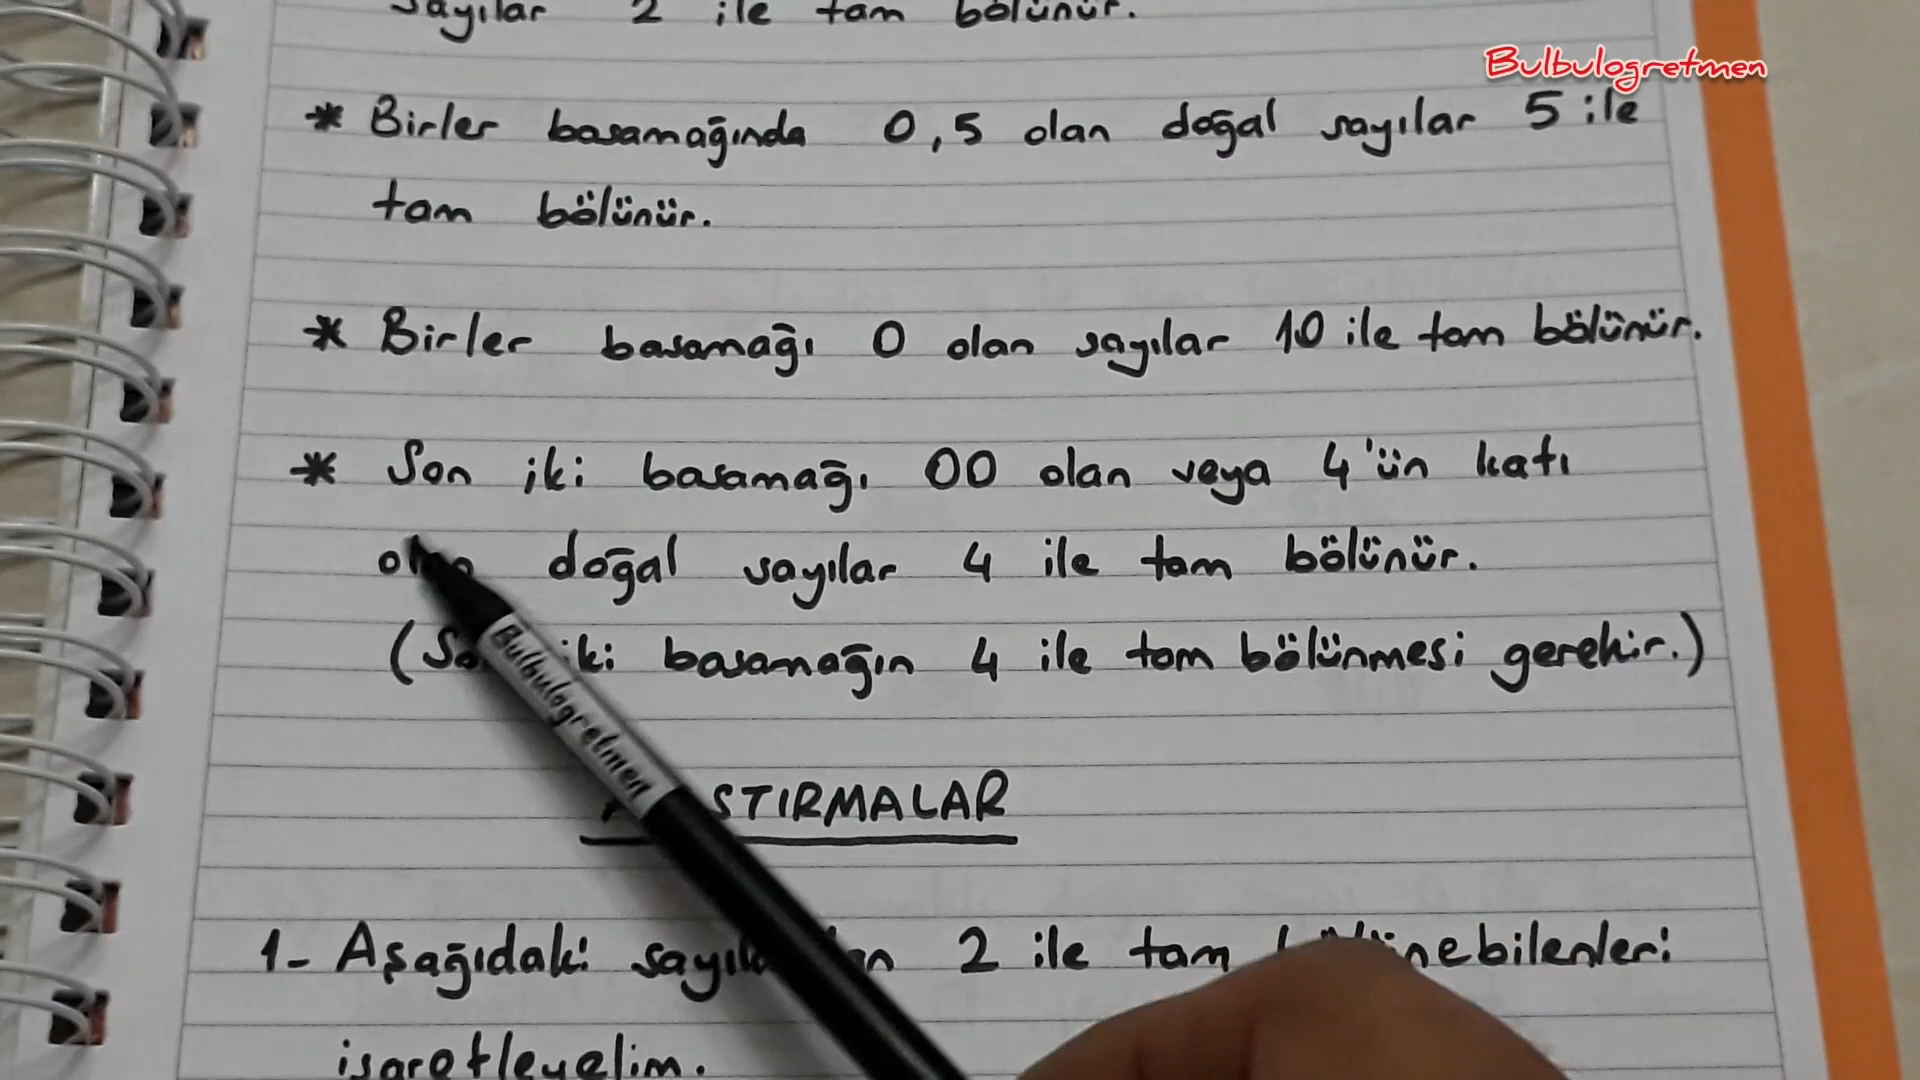 sayılar 2 ile tam bölünür.
Bulbulogretmen
* Birler basamağında 0,5 olan doğal sayılar 5 ile
tam bölünür.
* Birler basamağı 0 olan sayılar 10 ile tam bölünür.
* Son iki basamağı 00 olan veya 4'ün katı
doğal sayılar 4 ile tam bölünür.
iki basamağın 4 ile tam bölünmesi gerekir.)
Bulbulogretmen
1- Aşağıdaki 2 ile tam
işaretleyelim.